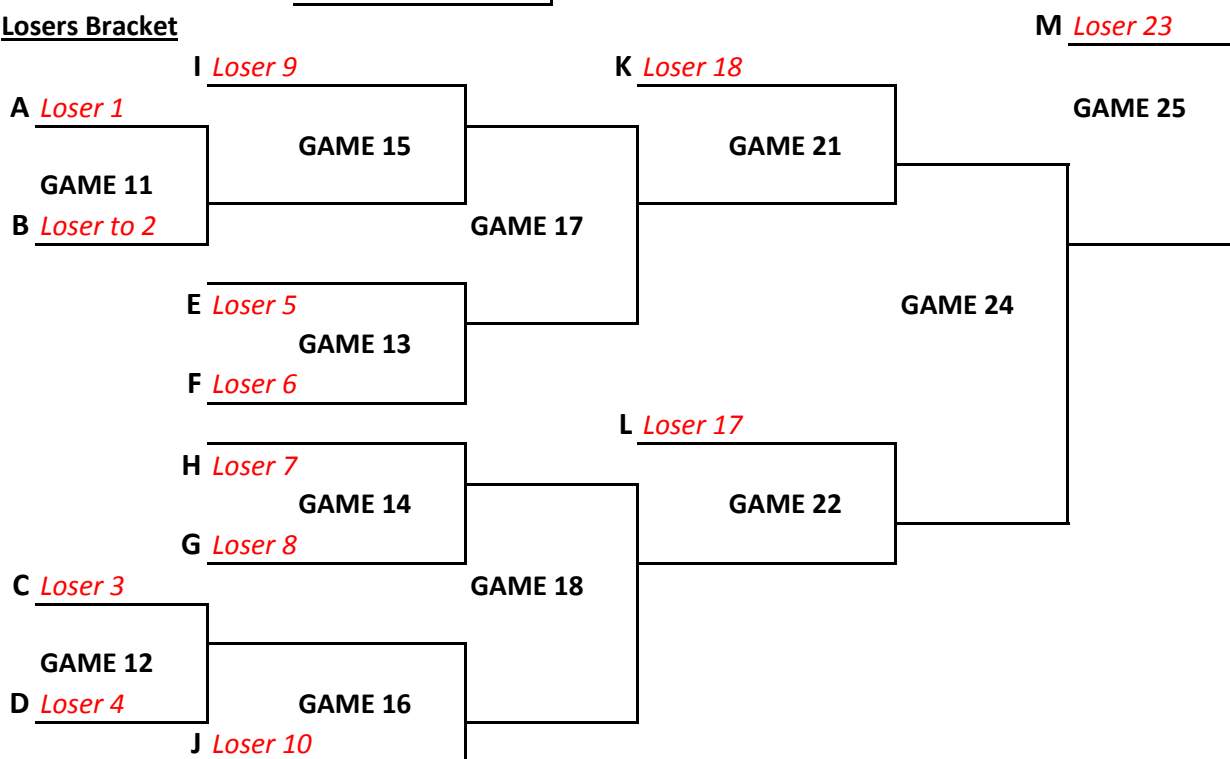 Losers Bracket
M Loser 23
I Loser 9
K Loser 18
A Loser 1
GAME 25
GAME 15
GAME 21
GAME 11
B Loser to 2
GAME 17
E Loser 5
GAME 24
GAME 13
F Loser 6
L Loser 17
H Loser 7
GAME 14
GAME 22
G Loser 8
C Loser 3
GAME 18
GAME 12
D Loser 4
GAME 16
J Loser 10